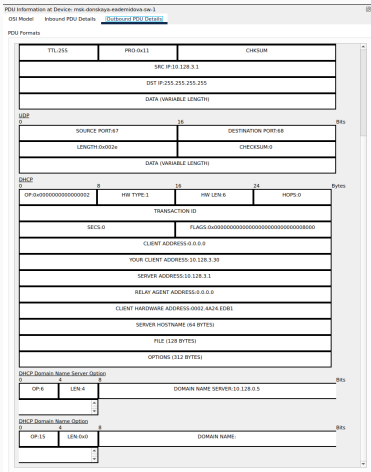 PDU Information at Device: msk-donskaya-eademidova-sw-1
OSI Model Inbound PDU Details Outbound PDU Details
PDU Formats
TTL:255 PRO:0x11 CHKSUM
SRC IP:10.128.3.1
DST IP:255.255.255.255
DATA (VARIABLE LENGTH)
UDP
0 16 Bits
SOURCE PORT:67 DESTINATION PORT:68
LENGTH:0x002e CHECKSUM:0
DATA (VARIABLE LENGTH)
DHCP
0 8 16 24 Bytes
OP:0x0000000000000002 HW TYPE:1 HW LEN:6 HOPS:0
TRANSACTION ID
SECS:0 FLAGS:0x00000000000000000000000000008000
CLIENT ADDRESS:0.0.0.0
YOUR CLIENT ADDRESS:10.128.3.30
SERVER ADDRESS:10.128.3.1
RELAY AGENT ADDRESS:0.0.0.0
CLIENT HARDWARE ADDRESS:0002.4A24.EDB1
SERVER HOSTNAME (64 BYTES)
FILE (128 BYTES)
OPTIONS (312 BYTES)
DHCP Domain Name Server Option
0 4 8 Bits
OP:6 LEN:4 DOMAIN NAME SERVER:10.128.0.5
DHCP Domain Name Option
0 4 8 Bits
OP:15 LEN:0x0 DOMAIN NAME: